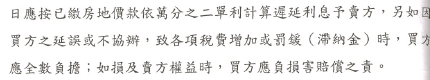 日應按已繳房地價款依萬分之二單利計算遲延利息予賣方，另如因
買方之延誤或不協辦，致各項稅費增加或罰鍰（滯納金）時，買方
應全數負擔；如損及賣方權益時，買方應負損害賠償之責。